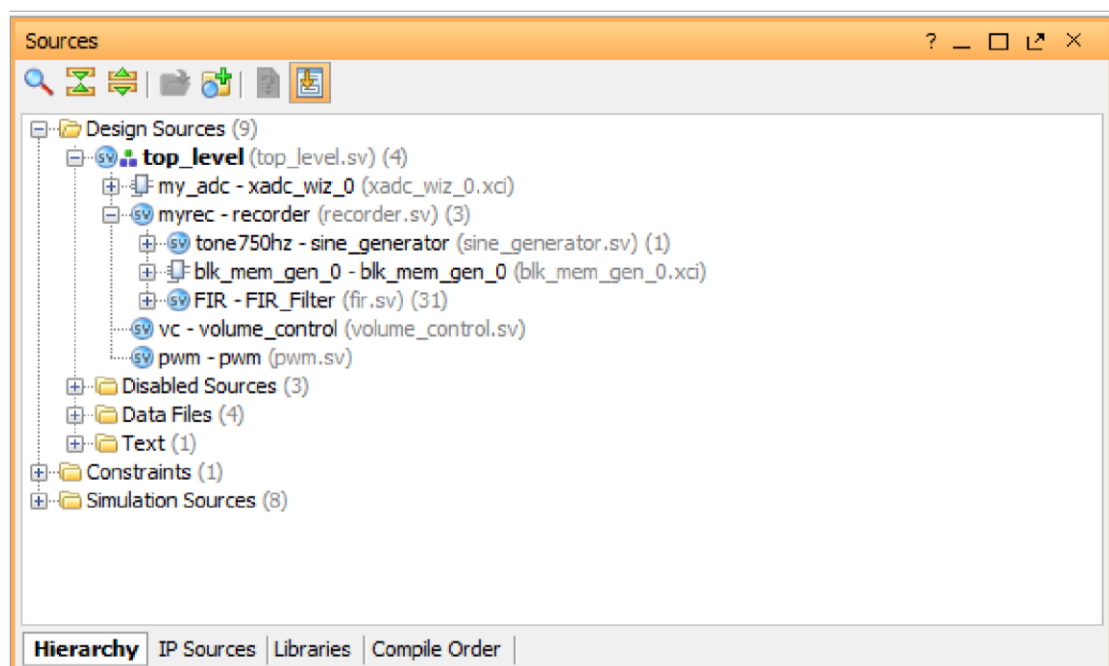 Sources
Design Sources (9)
top_level (top_level.sv) (4)
my_adc - xadc_wiz_0 (xadc_wiz_0.xci)
myrec - recorder (recorder.sv) (3)
tone750hz - sine_generator (sine_generator.sv) (1)
blk_mem_gen_0 - blk_mem_gen_0 (blk_mem_gen_0.xci)
FIR - FIR_Filter (fir.sv) (31)
vc - volume_control (volume_control.sv)
pwm - pwm (pwm.sv)
Disabled Sources (3)
Data Files (4)
Text (1)
Constraints (1)
Simulation Sources (8)
Hierarchy IP Sources Libraries Compile Order